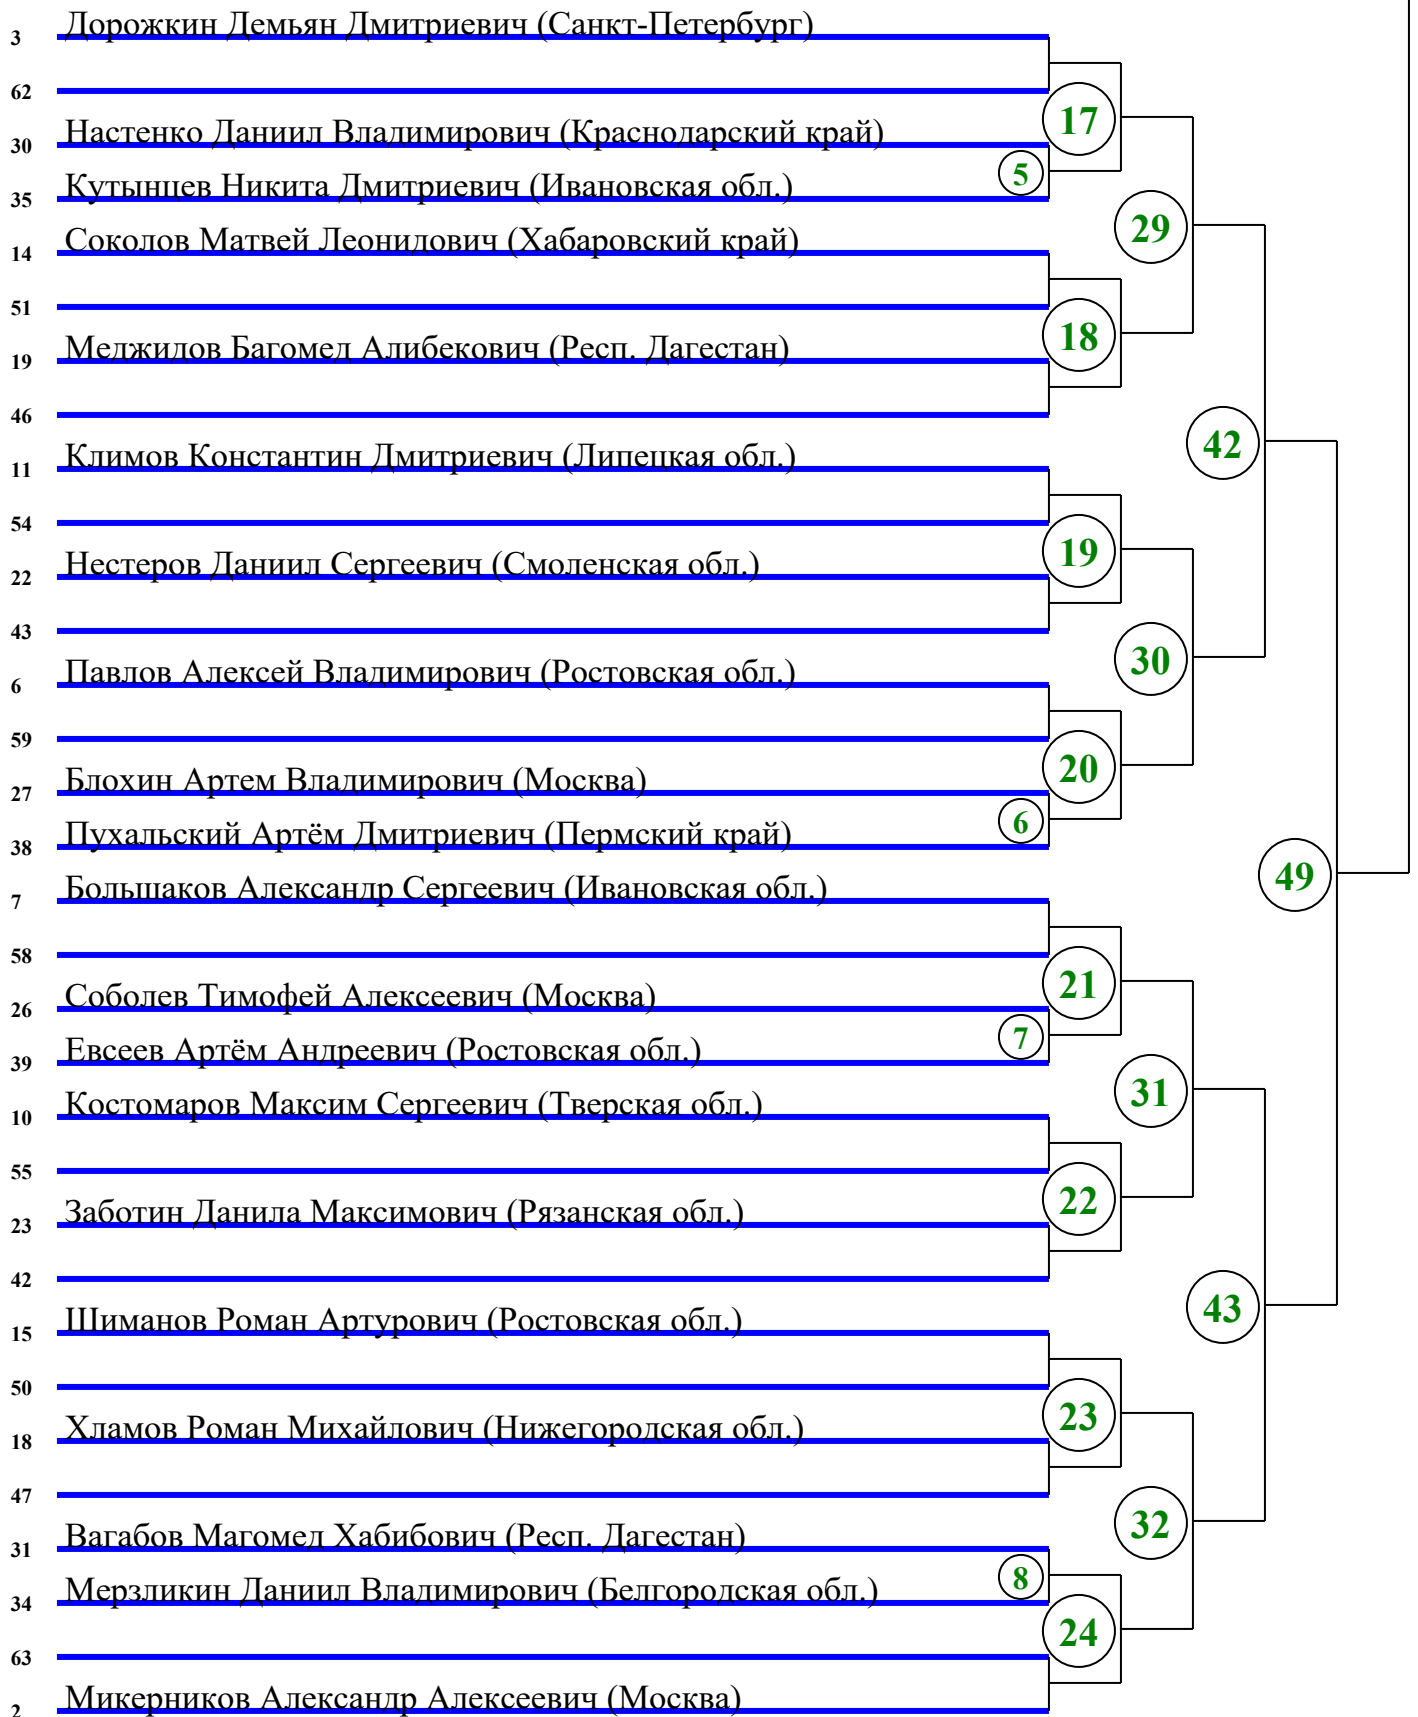 3 Дорожкин Демьян Дмитриевич (Санкт-Петербург)
62
17
30 Настенко Даниил Владимирович (Краснодарский край)
5
35 Кутынцев Никита Дмитриевич (Ивановская обл.)
29
14 Соколов Матвей Леонидович (Хабаровский край)
51
18
19 Меджидов Багомед Алибекович (Респ. Дагестан)
46
42
11 Климов Константин Дмитриевич (Липецкая обл.)
54
19
22 Нестеров Даниил Сергеевич (Смоленская обл.)
43
30
6 Павлов Алексей Владимирович (Ростовская обл.)
59
20
27 Блохин Артем Владимирович (Москва)
6
38 Пухальский Артём Дмитриевич (Пермский край)
49
7 Большаков Александр Сергеевич (Ивановская обл.)
58
21
26 Соболев Тимофей Алексеевич (Москва)
7
39 Евсеев Артём Андреевич (Ростовская обл.)
31
10 Костомаров Максим Сергеевич (Тверская обл.)
55
22
23 Заботин Данила Максимович (Рязанская обл.)
42
43
15 Шиманов Роман Артурович (Ростовская обл.)
50
23
18 Хламов Роман Михайлович (Нижегородская обл.)
47
32
31 Вагабов Магомед Хабибович (Респ. Дагестан)
8
34 Мерзликин Даниил Владимирович (Белгородская обл.)
24
63
2 Микерников Александр Алексеевич (Москва)